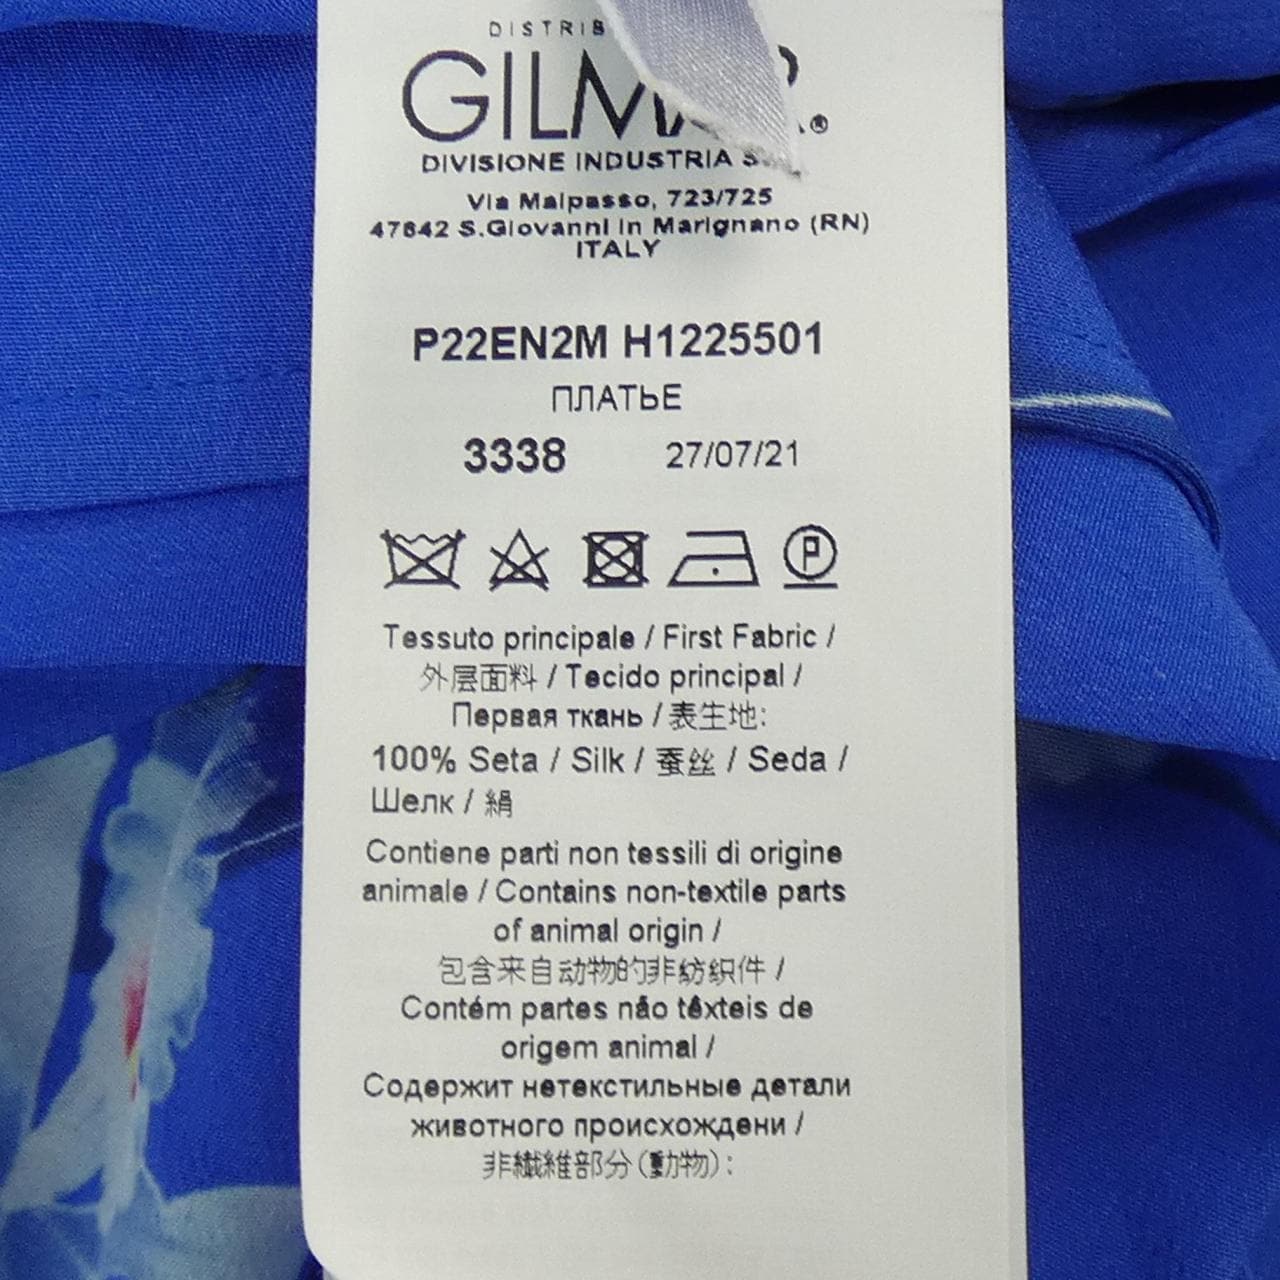 GILMAR®
DIVISIONE INDUSTRIA
Via Malpasso, 723/725
47842 S.Giovanni in Marignano (RN)
ITALY
P22EN2M H1225501
ПЛАТЬЕ
3338 27/07/21
P
Tessuto principale / First Fabric /
外层面料 / Tecido principal /
Первая ткань / 表生地:
100% Seta / Silk / 蚕丝 / Seda /
Шелк / 絹
Contiene parti non tessili di origine
animale / Contains non-textile parts
of animal origin /
包含来自动物的非纺织件 /
Contém partes não têxteis de
origem animal /
Содержит нетекстильные детали
животного происхождени /
非繊維部分(動物):